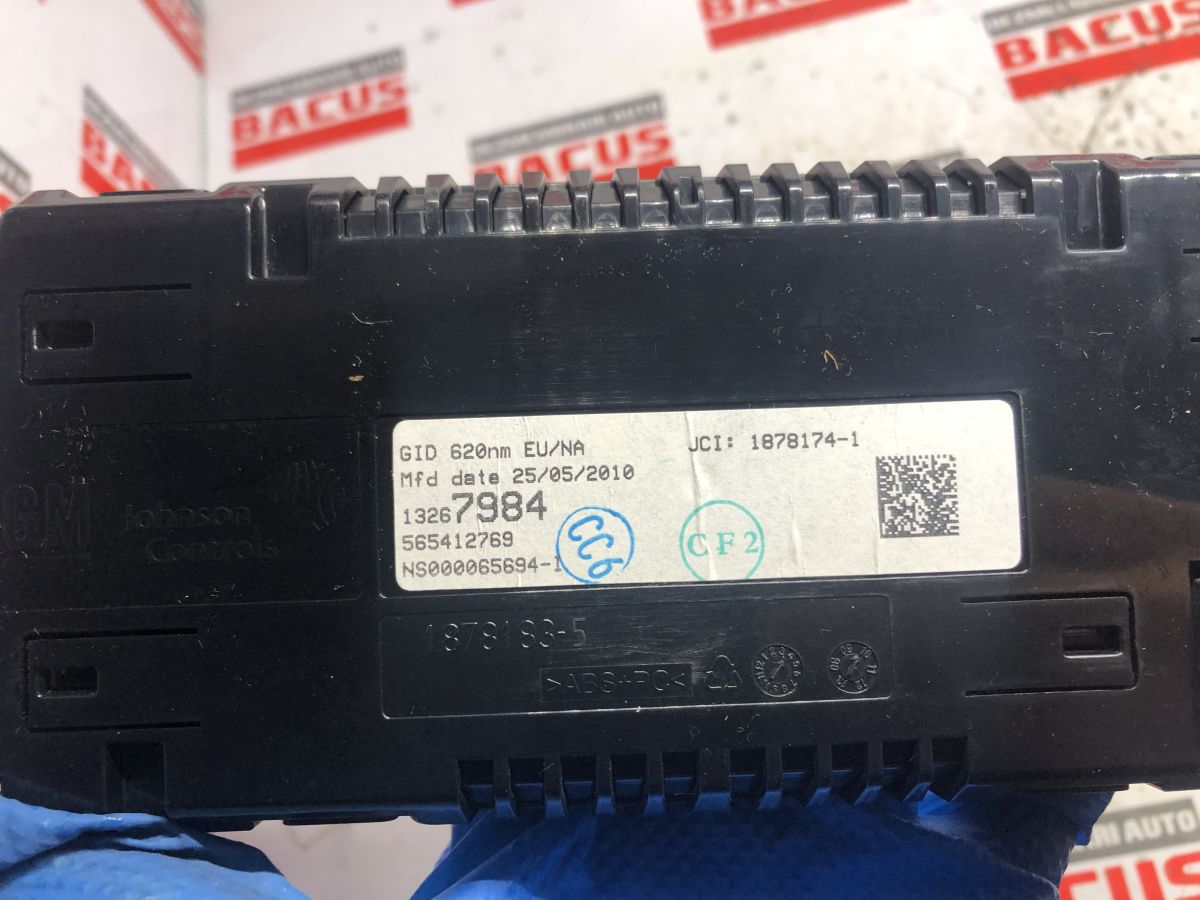 BACUS
BACUS
BACUS
BACUS
GID 620nm EU/NA
JCI: 1878174-1
Mfd date 25/05/2010
13267984
565412769
NS000065694-1
CC6
CF2
GM
Johnson
Controls
1878183-5
>ABS+PC<
AUTO
BACUS